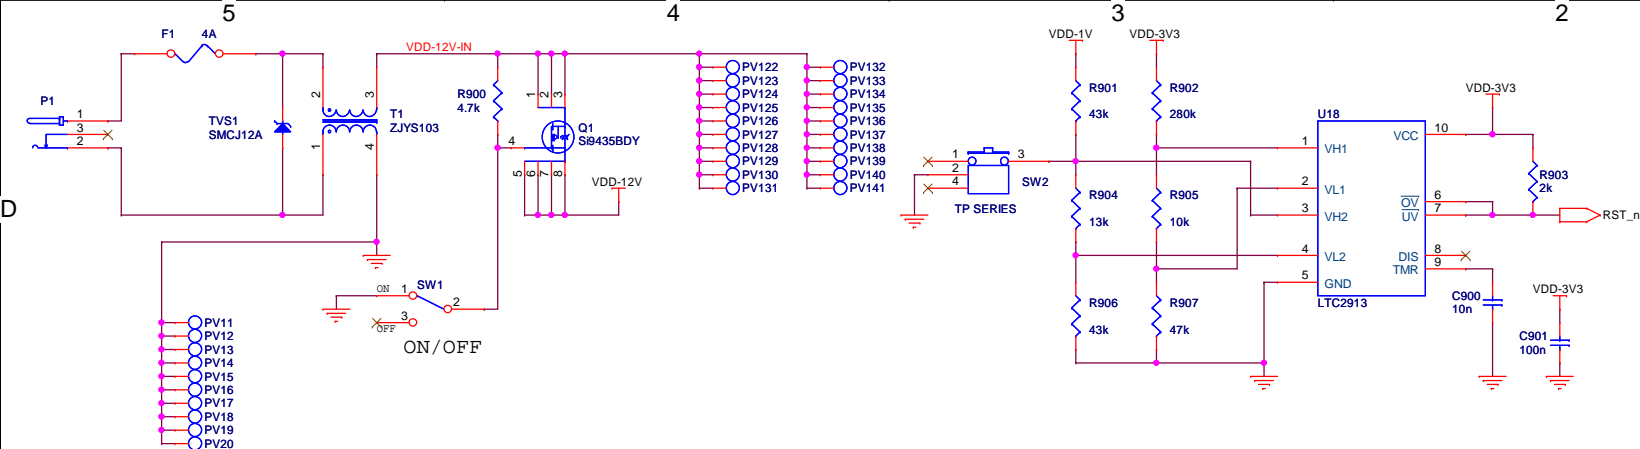 5 4 3 2
D
F1 4A
P1
1
3
2
TVS1
SMCJ12A
2 3
1 4
T1
ZJYS103
VDD-12V-IN
R900
4.7k
1 2 3
4
Q1
Si9435BDY
5 6 7 8
VDD-12V
ON 1
SW1
2
3
OFF
ON/OFF
PV11
PV12
PV13
PV14
PV15
PV16
PV17
PV18
PV19
PV20
PV122
PV123
PV124
PV125
PV126
PV127
PV128
PV129
PV130
PV131
PV132
PV133
PV134
PV135
PV136
PV137
PV138
PV139
PV140
PV141
1
2
4
3
SW2
TP SERIES
VDD-1V
VDD-3V3
R901
43k
R902
280k
R904
13k
R905
10k
R906
43k
R907
47k
U18
1 VH1
2 VL1
3 VH2
4 VL2
5 GND
VCC 10
OV 6
UV 7
DIS 8
TMR 9
LTC2913
VDD-3V3
R903
2k
RST_n
C900
10n
VDD-3V3
C901
100n